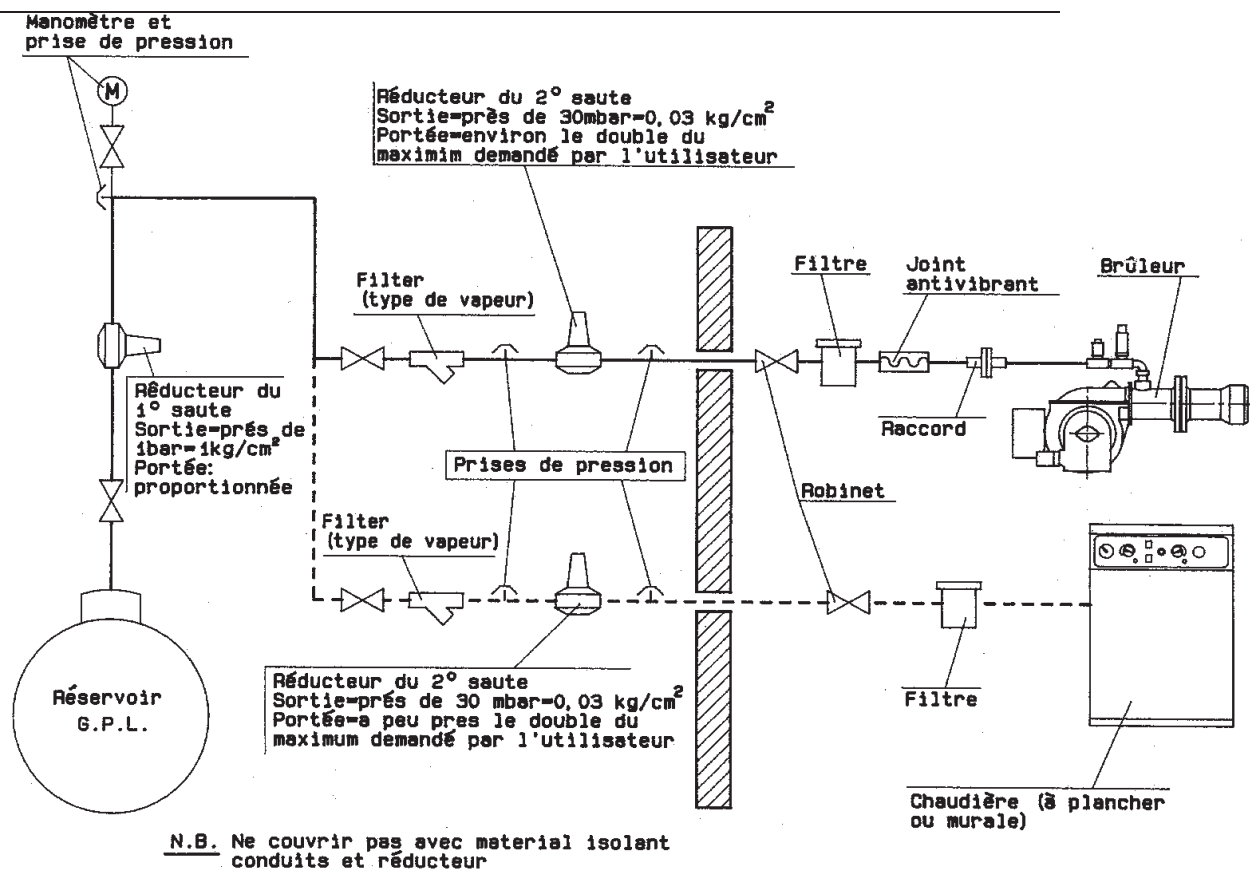 Manomètre et
prise de pression
M
Réducteur du 2° saute
Sortie=près de 30mbar=0,03 kg/cm²
Portée=environ le double du
maximim demandé par l'utilisateur
Filter
(type de vapeur)
Filtre
Joint
antivibrant
Brûleur
Rêducteur du
1° saute
Sortie=prés de
1bar=1kg/cm²
Portée:
proportionnée
Raccord
Prises de pression
Robinet
Filter
(type de vapeur)
Réservoir
G.P.L.
Réducteur du 2° saute
Sortie=prés de 30 mbar=0,03 kg/cm²
Portée=a peu pres le double du
maximum demandé par l'utilisateur
Filtre
Chaudière (à plancher
ou murale)
N.B. Ne couvrir pas avec material isolant
conduits et réducteur